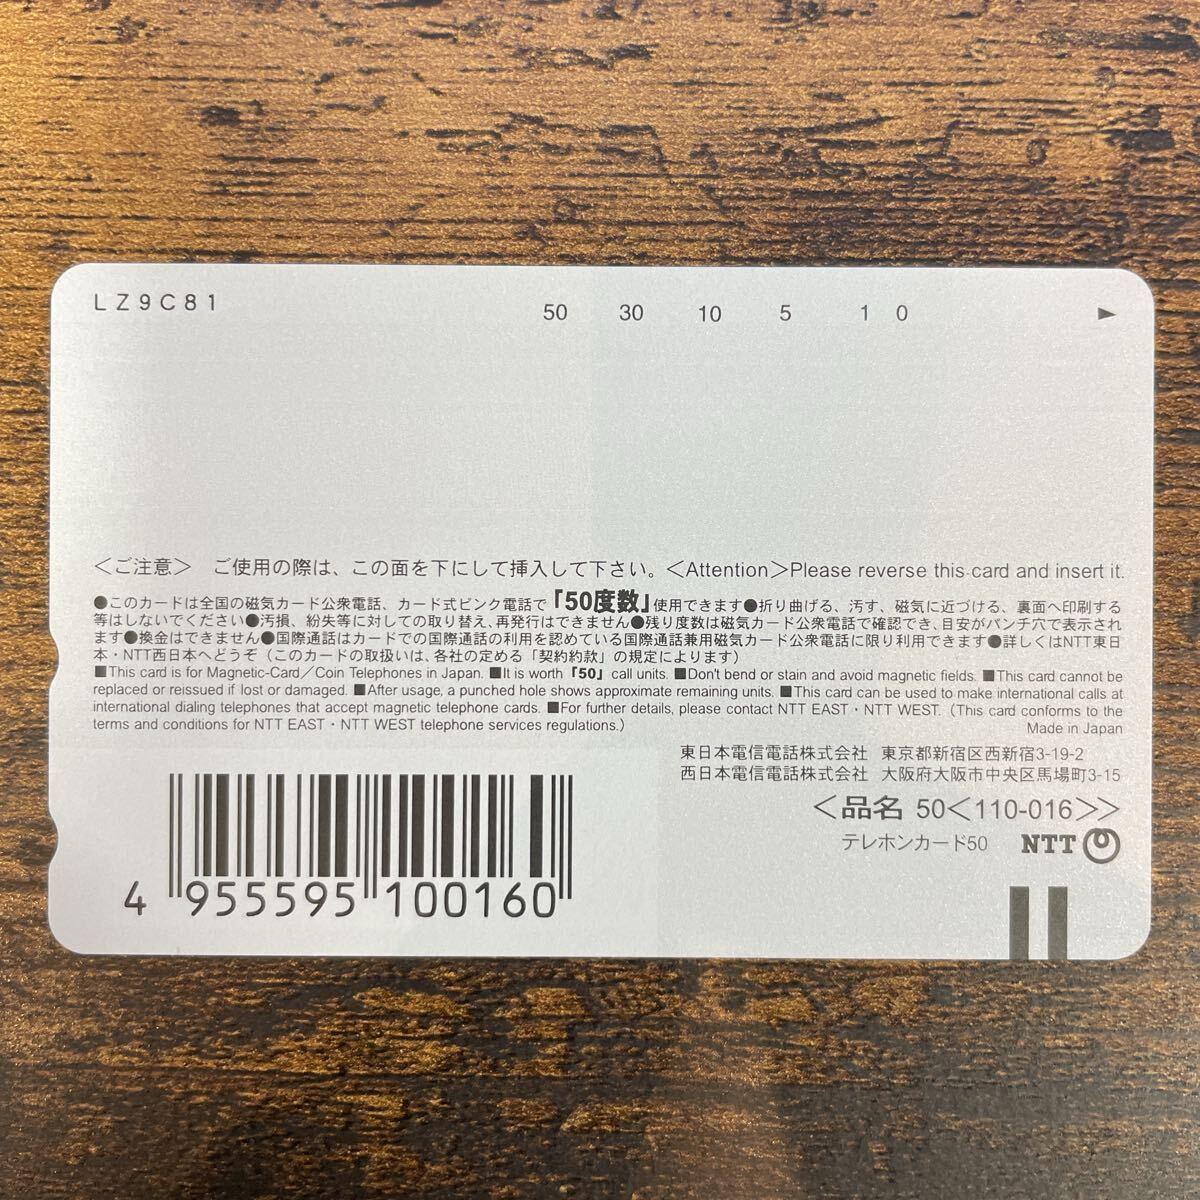 LZ9C81
50 30 10 5 1 0 ▶
＜ご注意＞ ご使用の際は、この面を下にして挿入して下さい。＜Attention＞Please reverse this card and insert it.
●このカードは全国の磁気カード公衆電話、カード式ピンク電話で「50度数」使用できます●折り曲げる、汚す、磁気に近づける、裏面へ印刷する
等はしないでください●汚損、紛失等に対しての取り替え、再発行はできません●残り度数は磁気カード公衆電話で確認でき、目安がパンチ穴で表示され
ます●換金はできません●国際通話はカードでの国際通話の利用を認めている国際通話兼用磁気カード公衆電話に限り利用できます●詳しくはNTT東日
本・NTT西日本へどうぞ（このカードの取扱いは、各社の定める「契約約款」の規定によります）
■This card is for Magnetic-Card／Coin Telephones in Japan. ■It is worth「50」call units. ■Don't bend or stain and avoid magnetic fields. ■This card cannot be
replaced or reissued if lost or damaged. ■After usage, a punched hole shows approximate remaining units. ■This card can be used to make international calls at
international dialing telephones that accept magnetic telephone cards. ■For further details, please contact NTT EAST・NTT WEST.（This card conforms to the
terms and conditions for NTT EAST・NTT WEST telephone services regulations.）
Made in Japan
東日本電信電話株式会社 東京都新宿区西新宿3-19-2
西日本電信電話株式会社 大阪府大阪市中央区馬場町3-15
＜品名 50＜110-016＞＞
テレホンカード50 NTT
4 955595 100160